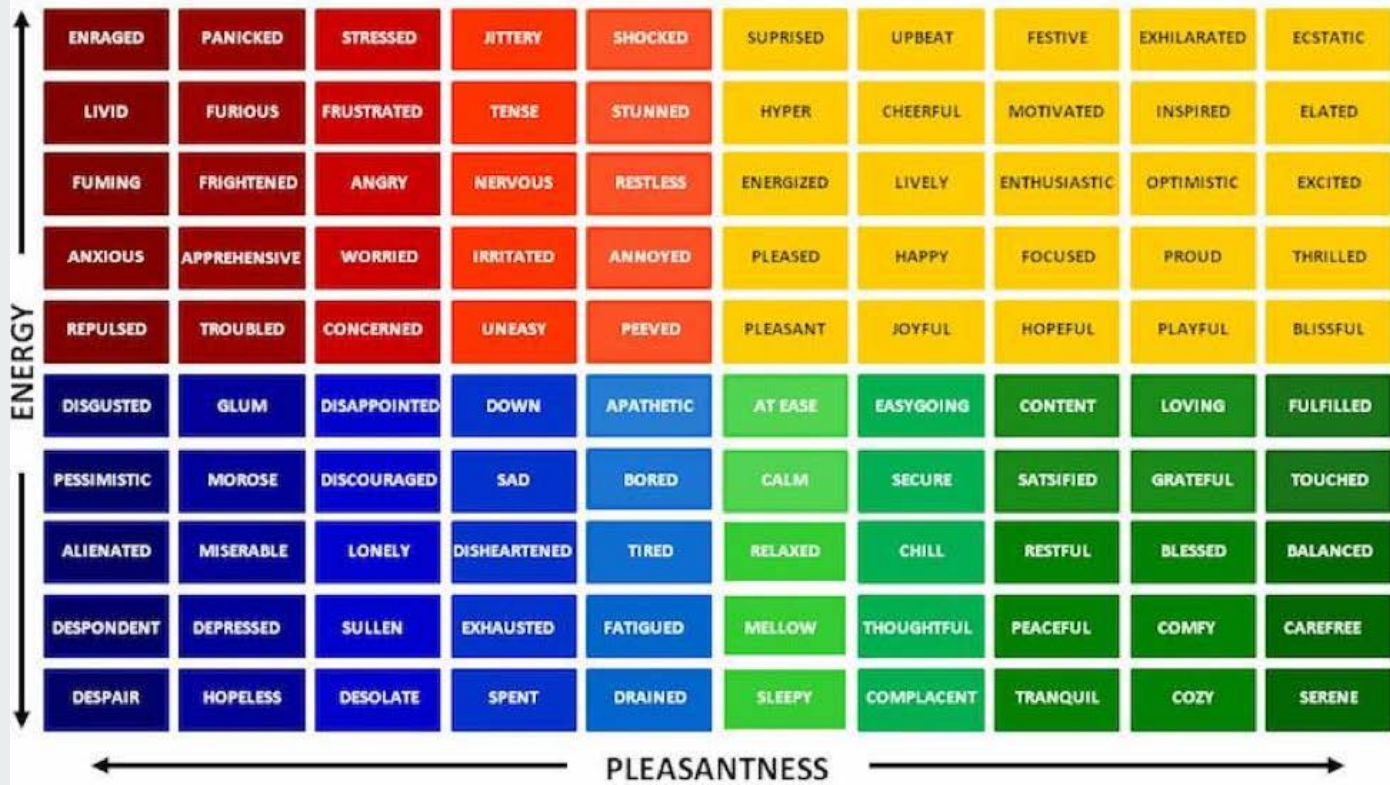 ENRAGED PANICKED STRESSED JITTERY SHOCKED SUPRISED UPBEAT FESTIVE EXHILARATED ECSTATIC
LIVID FURIOUS FRUSTRATED TENSE STUNNED HYPER CHEERFUL MOTIVATED INSPIRED ELATED
FUMING FRIGHTENED ANGRY NERVOUS RESTLESS ENERGIZED LIVELY ENTHUSIASTIC OPTIMISTIC EXCITED
ANXIOUS APPREHENSIVE WORRIED IRRITATED ANNOYED PLEASED HAPPY FOCUSED PROUD THRILLED
REPULSED TROUBLED CONCERNED UNEASY PEEVED PLEASANT JOYFUL HOPEFUL PLAYFUL BLISSFUL
ENERGY
DISGUSTED GLUM DISAPPOINTED DOWN APATHETIC AT EASE EASYGOING CONTENT LOVING FULFILLED
PESSIMISTIC MOROSE DISCOURAGED SAD BORED CALM SECURE SATSIFIED GRATEFUL TOUCHED
ALIENATED MISERABLE LONELY DISHEARTENED TIRED RELAXED CHILL RESTFUL BLESSED BALANCED
DESPONDENT DEPRESSED SULLEN EXHAUSTED FATIGUED MELLOW THOUGHTFUL PEACEFUL COMFY CAREFREE
DESPAIR HOPELESS DESOLATE SPENT DRAINED SLEEPY COMPLACENT TRANQUIL COZY SERENE
PLEASANTNESS